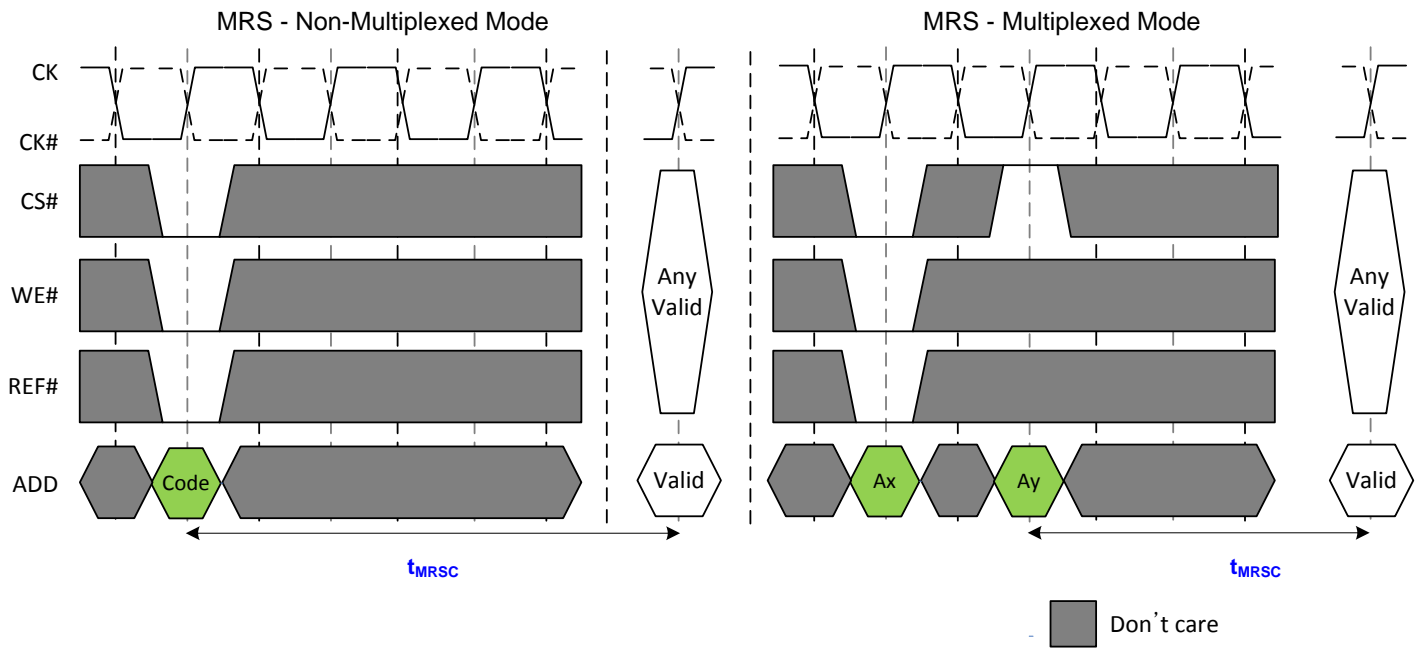 MRS - Non-Multiplexed Mode
MRS - Multiplexed Mode
CK
CK#
CS#
WE#
REF#
ADD
Any
Valid
Any
Valid
Code
Valid
Ax
Ay
Valid
tMRSC
tMRSC
Don't care